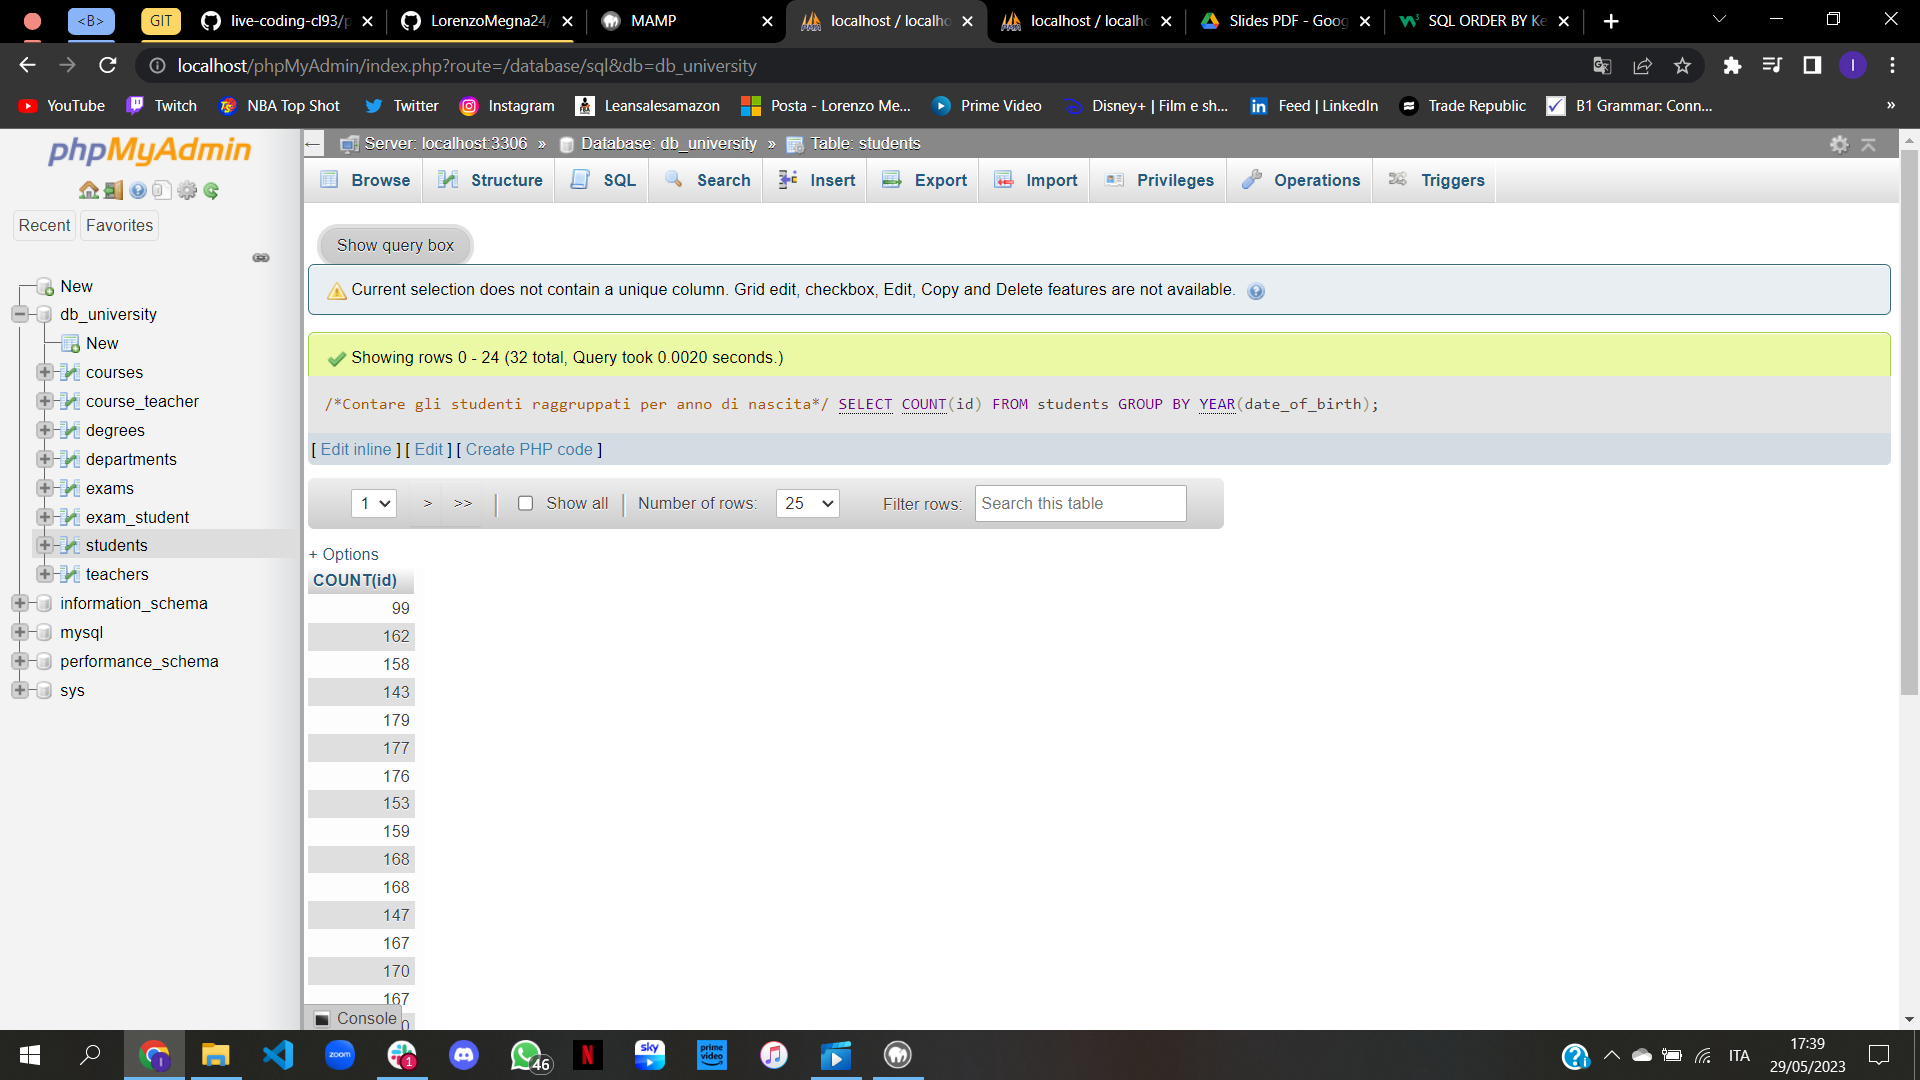 <B>
GIT
live-coding-cl93/p
LorenzoMegna24/
MAMP
localhost / localho
localhost / localho
Slides PDF - Goog
SQL ORDER BY Ke
localhost/phpMyAdmin/index.php?route=/database/sql&db=db_university
I
YouTube
Twitch
NBA Top Shot
Twitter
Instagram
Leansalesamazon
Posta - Lorenzo Me...
Prime Video
Disney+ | Film e sh...
Feed | LinkedIn
Trade Republic
B1 Grammar: Conn...
»
phpMyAdmin
Recent
Favorites
New
db_university
New
courses
course_teacher
degrees
departments
exams
exam_student
students
teachers
information_schema
mysql
performance_schema
sys
Server: localhost:3306 » Database: db_university » Table: students
Browse
Structure
SQL
Search
Insert
Export
Import
Privileges
Operations
Triggers
Show query box
Current selection does not contain a unique column. Grid edit, checkbox, Edit, Copy and Delete features are not available.
Showing rows 0 - 24 (32 total, Query took 0.0020 seconds.)
/*Contare gli studenti raggruppati per anno di nascita*/ SELECT COUNT(id) FROM students GROUP BY YEAR(date_of_birth);
[ Edit inline ] [ Edit ] [ Create PHP code ]
1 > >> | Show all | Number of rows: 25 Filter rows: Search this table
+ Options
COUNT(id)
99
162
158
143
179
177
176
153
159
168
168
147
167
170
167
Console
zoom
1
46
N
sky
prime video
ITA
17:39
29/05/2023